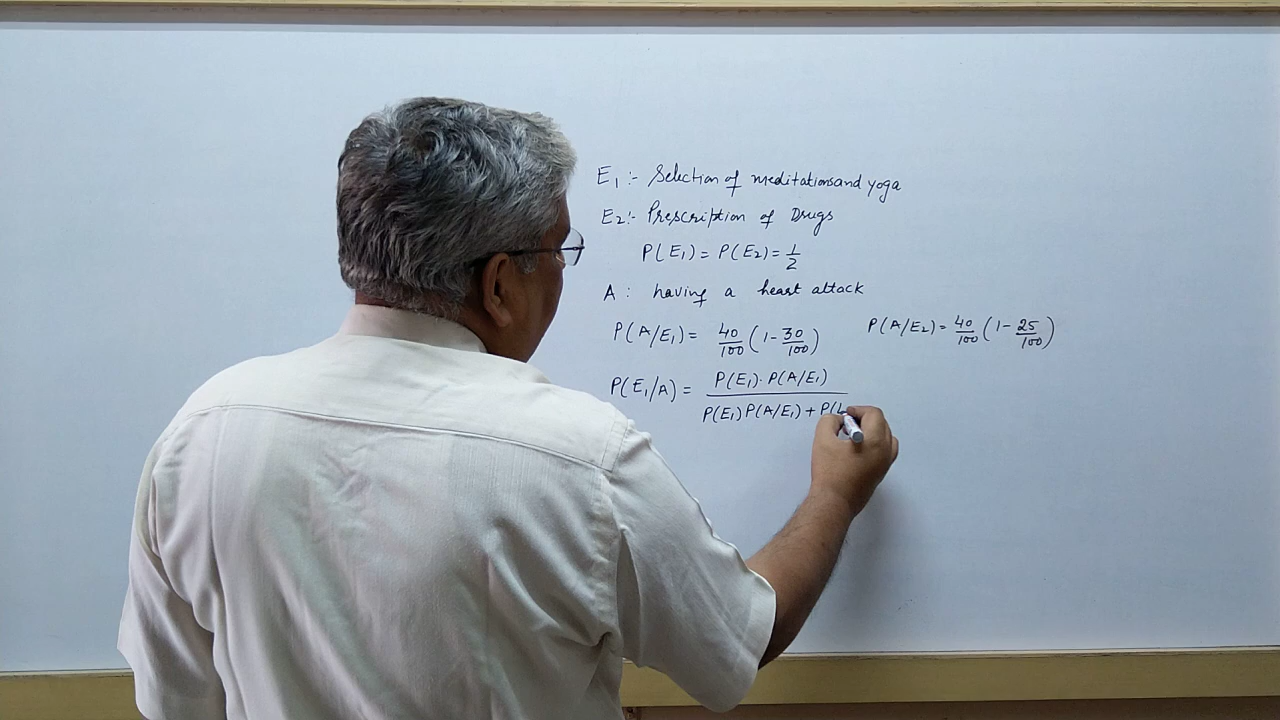 E₁ :- Selection of meditationsand yoga
E₂:- Prescription of Drugs
P(E₁) = P(E₂) = 1/2
A : having a heart attack
P(A/E₁) = 40/100 (1 - 30/100) P(A/E₂) = 40/100 (1 - 25/100)
P(E₁/A) = P(E₁). P(A/E₁) / P(E₁) P(A/E₁) + P(